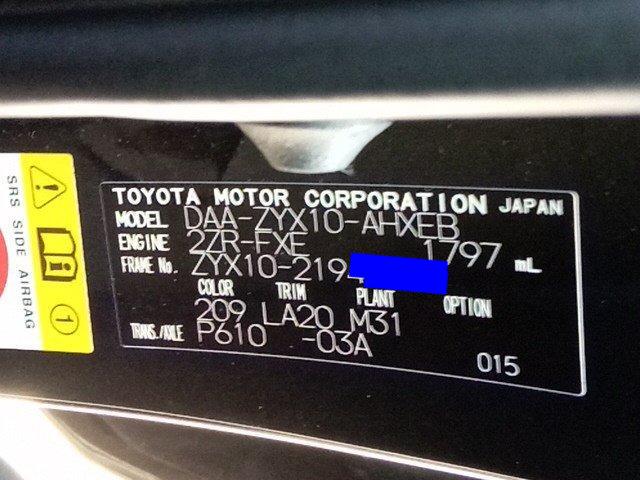 TOYOTA MOTOR CORPORATION JAPAN
MODEL DAA-ZYX10-AHXEB
ENGINE 2ZR-FXE 1797 mL
FRAME No. ZYX10-219
COLOR TRIM PLANT OPTION
209 LA20 M31
TRANS./AXLE P610 -03A
015
SRS SIDE AIRBAG
1